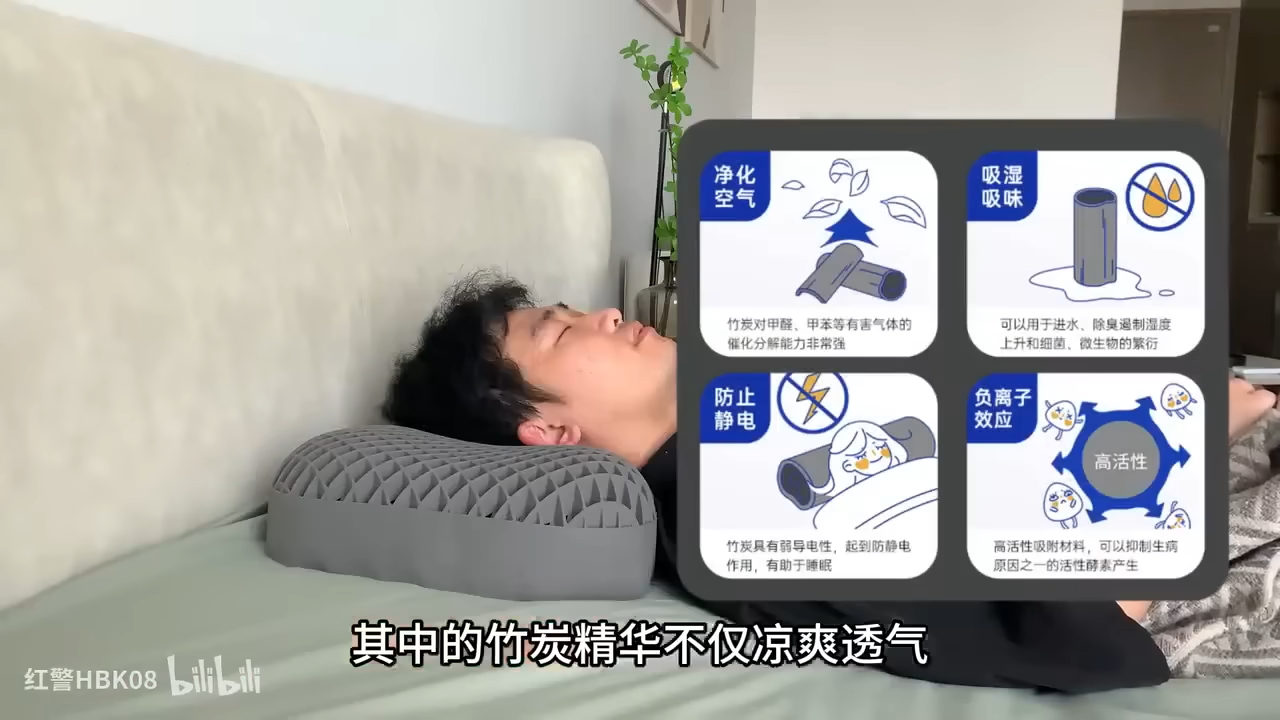 净化
空气
竹炭对甲醛、甲苯等有害气体的
催化分解能力非常强
吸湿
吸味
可以用于进水、除臭遏制湿度
上升和细菌、微生物的繁衍
防止
静电
竹炭具有弱导电性，起到防静电
作用，有助于睡眠
负离子
效应
高活性
高活性吸附材料，可以抑制生病
原因之一的活性酵素产生
其中的竹炭精华不仅凉爽透气
红警HBK08 bilibili